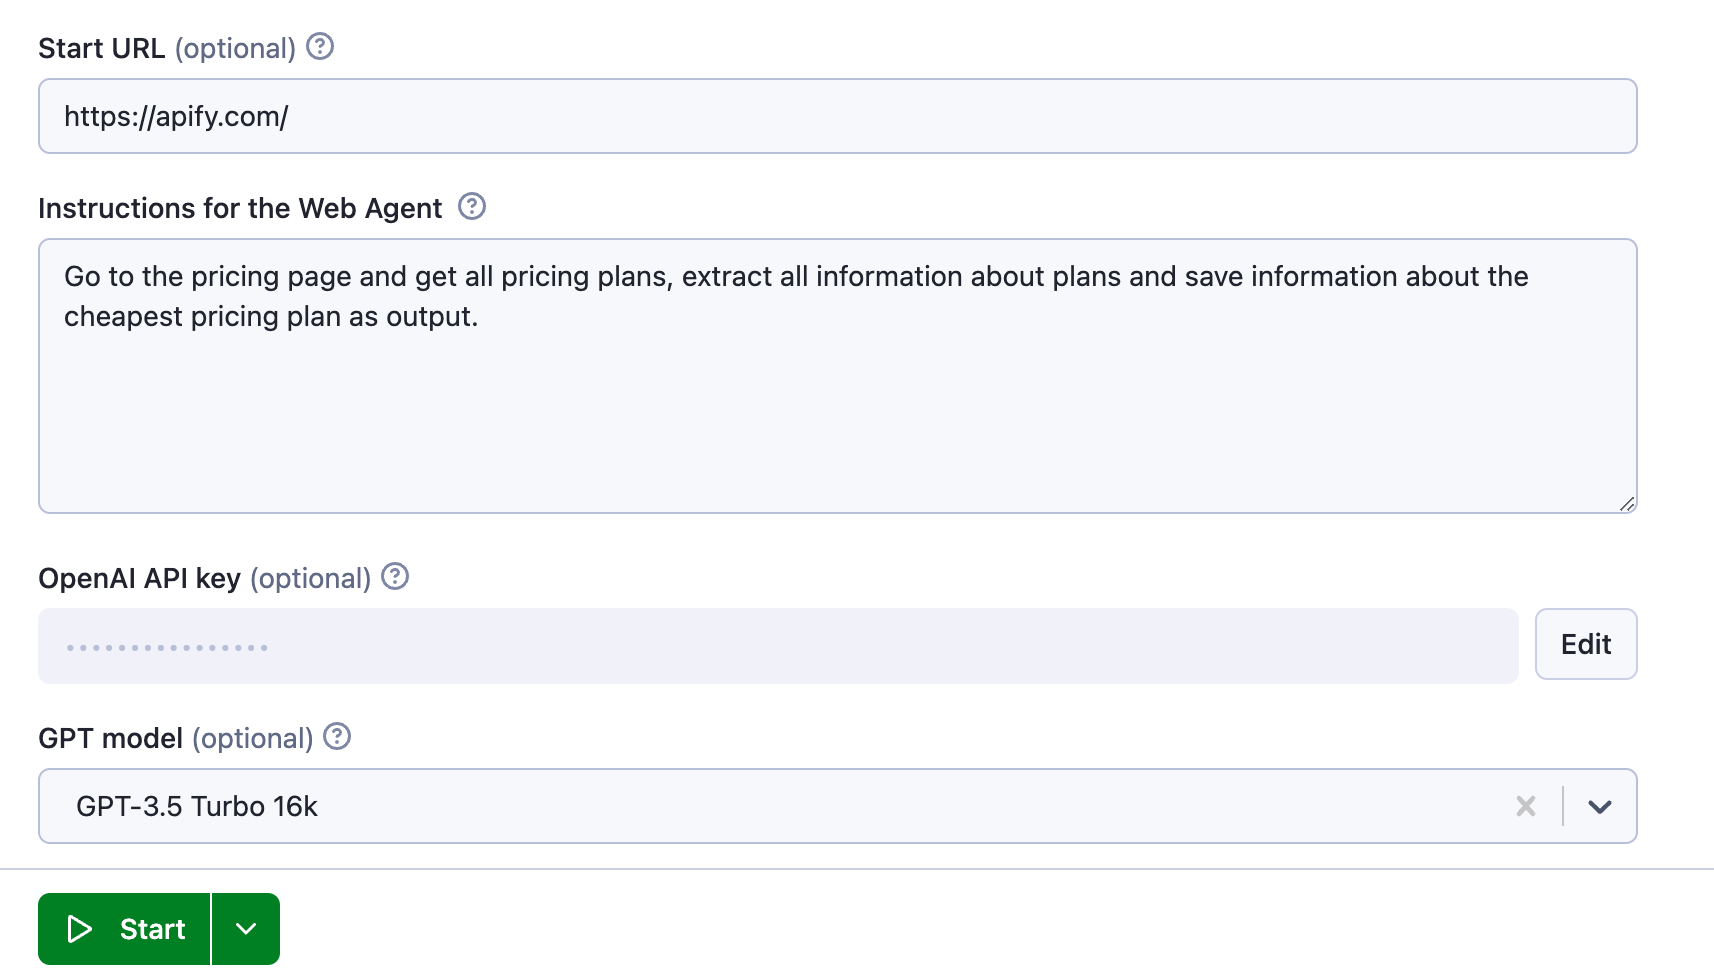 Start URL (optional)
https://apify.com/
Instructions for the Web Agent
Go to the pricing page and get all pricing plans, extract all information about plans and save information about the
cheapest pricing plan as output.
OpenAI API key (optional)
................
Edit
GPT model (optional)
GPT-3.5 Turbo 16k
Start